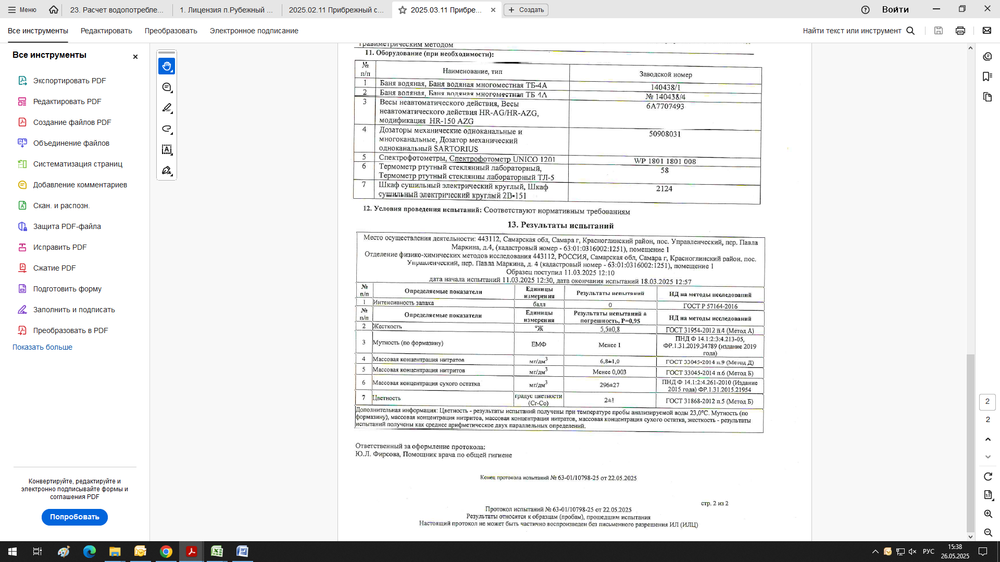 Меню
23. Расчет водопотребле...
1. Лицензия п.Рубежный ...
2025.02.11 Прибрежный с...
2025.03.11 Прибре...
Создать
Войти
Все инструменты
Редактировать
Преобразовать
Электронное подписание
Найти текст или инструмент
Все инструменты
Экспортировать PDF
Редактировать PDF
Создание файлов PDF
Объединение файлов
Систематизация страниц
Добавление комментариев
Скан. и распозн.
Защита PDF-файла
Исправить PDF
Сжатие PDF
Подготовить форму
Заполнить и подписать
Преобразовать в PDF
Показать больше
Конвертируйте, редактируйте и
электронно подписывайте формы и
соглашения PDF
Попробовать
гравиметрическим методом
11. Оборудование (при необходимости):
№ п/п Наименование, тип Заводской номер
1 Баня водяная, Баня водяная многоместная ТБ-4А 140438/1
2 Баня водяная, Баня водяная многоместная ТБ-4А № 140438/4
3 Весы неавтоматического действия, Весы 6А7707493
неавтоматического действия HR-AG/HR-AZG,
модификация HR-150 AZG
4 Дозаторы механические одноканальные и 50908031
многоканальные, Дозатор механический
одноканальный SARTORIUS
5 Спектрофотометры, Спектрофотометр UNICO 1201 WP 1801 1801 008
6 Термометр ртутный стеклянный лабораторный, 58
Термометр ртутный стеклянны лабораторный ТЛ-5
7 Шкаф сушильный электрический круглый, Шкаф 2124
сушильный электрический круглый 2В-151
12. Условия проведения испытаний: Соответствуют нормативным требованиям
13. Результаты испытаний
Место осуществления деятельности: 443112, Самарская обл, Самара г, Красноглинский район, пос. Управленческий, пер. Павла
Маркина, д.4, (кадастровый номер - 63:01:0316002:1251), помещение 1
Отделение физико-химических методов исследования 443112, РОССИЯ, Самарская обл, Самара г, Красноглинский район, пос.
Управленческий, пер. Павла Маркина, д. 4 (кадастровый номер - 63:01:0316002:1251), помещение 1
Образец поступил 11.03.2025 12:10
дата начала испытаний 11.03.2025 12:30, дата окончания испытаний 18.03.2025 12:57
№ п/п Определяемые показатели Единицы измерения Результаты испытаний НД на методы исследований
1 Интенсивность запаха балл 0 ГОСТ Р 57164-2016
№ п/п Определяемые показатели Единицы измерения Результаты испытаний ± погрешность, Р=0,95 НД на методы исследований
2 Жесткость °Ж 5,5±0,8 ГОСТ 31954-2012 п.4 (Метод А)
3 Мутность (по формазину) ЕМФ Менее 1 ПНД Ф 14.1:2:3:4.213-05,
ФР.1.31.2019.34789 (издание 2019
года)
4 Массовая концентрация нитратов мг/дм3 6,8±1,0 ГОСТ 33045-2014 п.9 (Метод Д)
5 Массовая концентрация нитритов мг/дм3 Менее 0,003 ГОСТ 33045-2014 п.6 (Метод Б)
6 Массовая концентрация сухого остатка мг/дм3 296±27 ПНД Ф 14.1:2:4.261-2010 (Издание
2015 года) ФР.1.31.2015.21954
7 Цветность градус цветности (Cr-Co) 2±1 ГОСТ 31868-2012 п.5 (Метод Б)
Дополнительная информация: Цветность - результаты испытаний получены при температуре пробы анализируемой воды 23,0°С. Мутность (по
формазину), массовая концентрация нитритов, массовая концентрация нитратов, массовая концентрация сухого остатка, жесткость - результаты
испытаний получены как среднее арифметическое двух параллельных определений.
Ответственный за оформление протокола:
Ю.Л. Фирсова, Помощник врача по общей гигиене
Конец протокола испытаний № 63-01/10798-25 от 22.05.2025
стр. 2 из 2
Протокол испытаний № 63-01/10798-25 от 22.05.2025
Результаты относятся к образцам (пробам), прошедшим испытания
Настоящий протокол не может быть частично воспроизведен без письменного разрешения ИЛ (ИЛЦ)
2
2
РУС
15:38
26.05.2025